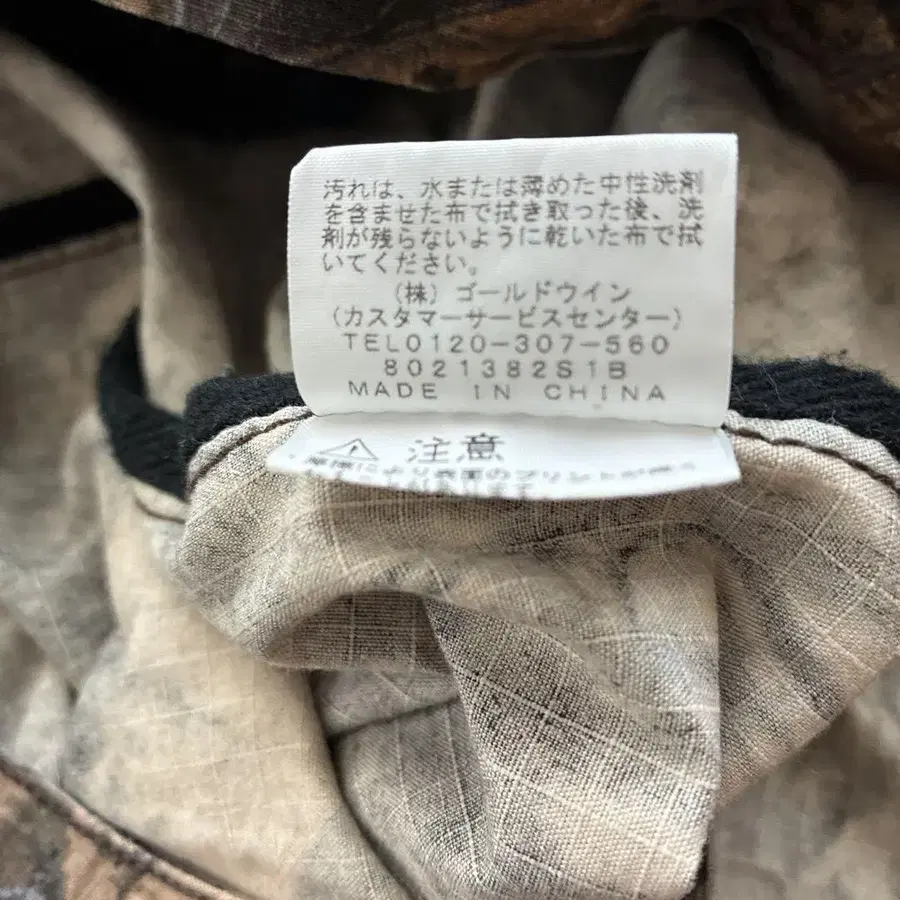 汚れは、水または薄めた中性洗剤
を含ませた布で拭き取った後、洗
剤が残らないように乾いた布で拭
いてください。
(株) ゴールドウイン
(カスタマーサービスセンター)
TEL0120-307-560
8021382S1B
MADE IN CHINA
注意